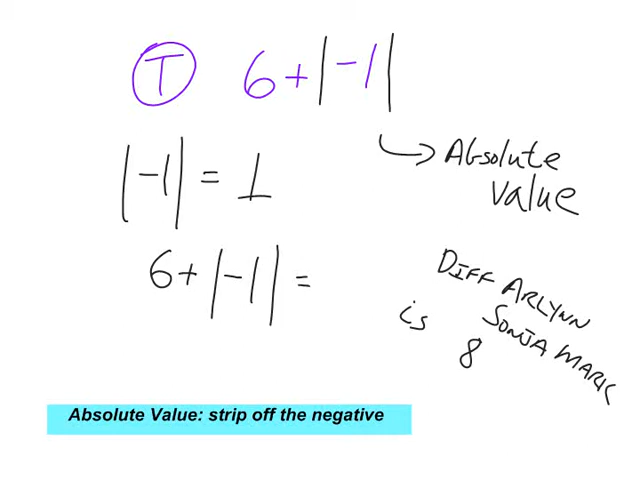 T 6+|-1|
Absolute
Value
|-1| = 1
6+|-1| =
DIFF ARLYNN
SONJA MARIC
is 8
Absolute Value: strip off the negative